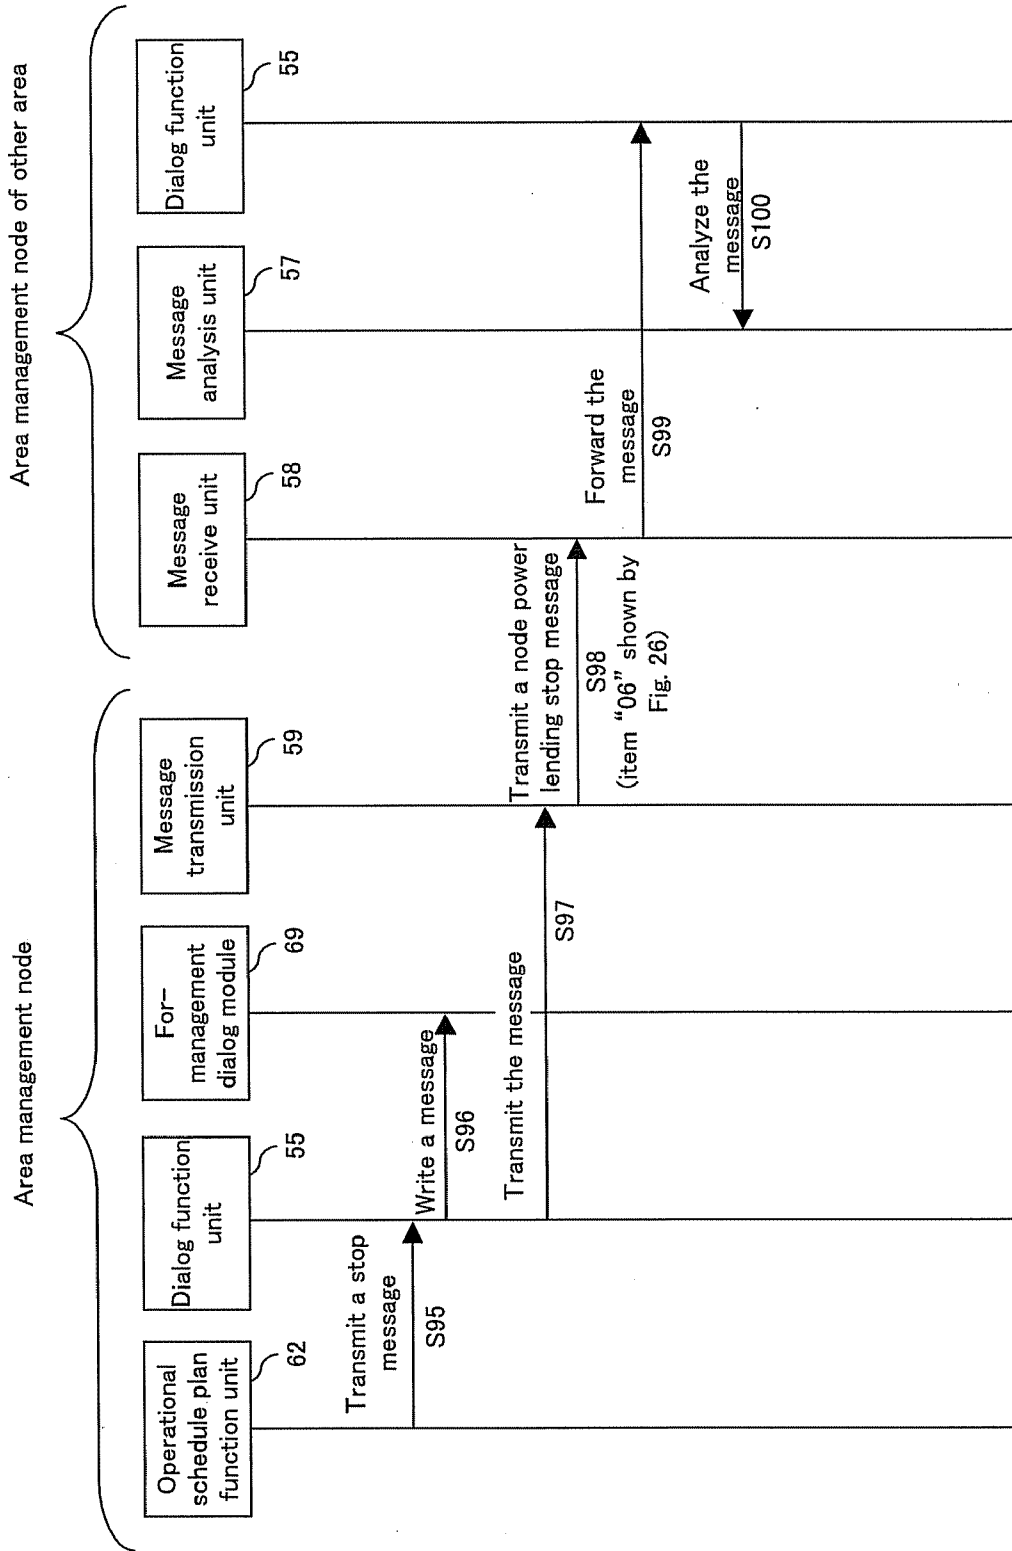 Area management node
Area management node of other area
Operational
schedule plan
function unit
62
Dialog function
unit
55
For-
management
dialog module
69
Message
transmission
unit
59
Message
receive unit
58
Message
analysis unit
57
Dialog function
unit
55
Transmit a stop
message
S95
Write a message
S96
Transmit the message
S97
Transmit a node power
lending stop message
S98
(item “06” shown by
Fig. 26)
Forward the
message
S99
Analyze the
message
S100